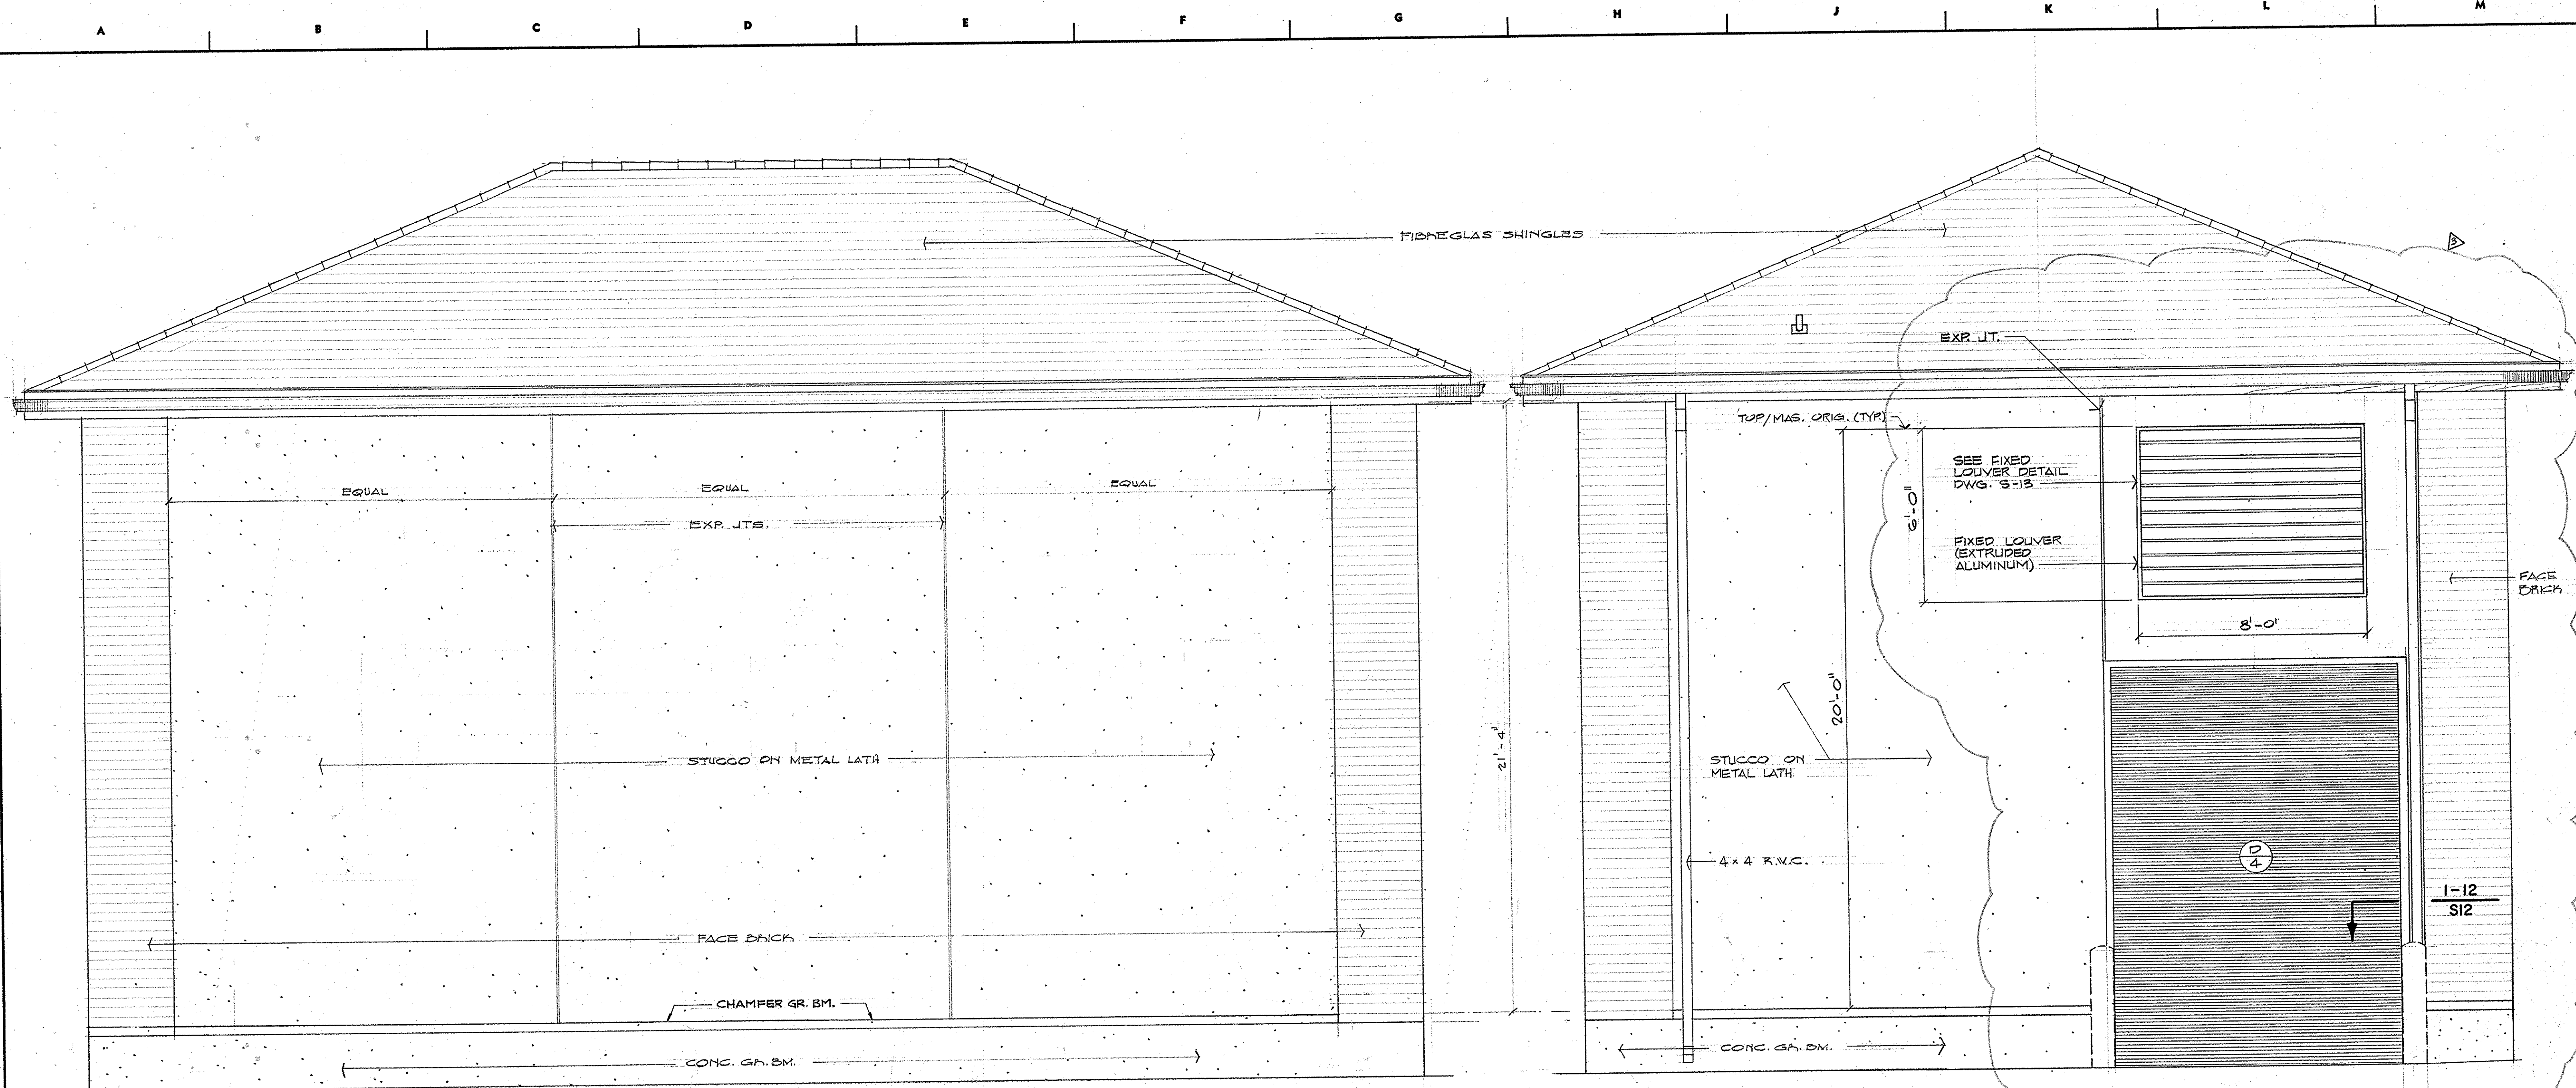 A B C D E F G H J K L M
FIBREGLAS SHINGLES
3
EXP. JT.
TOP/MAS. ORIG. (TYP.)
SEE FIXED
LOUVER DETAIL
DWG. S-13
6'-0"
FIXED LOUVER
(EXTRUDED
ALUMINUM)
8'-0"
FACE
BRICK
EQUAL
EQUAL
EQUAL
EXP. JTS.
20'-0"
21'-4"
STUCCO ON METAL LATH
STUCCO ON
METAL LATH
4x4 R.W.C.
D
4
1-12
S12
FACE BRICK
CHAMFER GR. BM.
CONC. GR. BM.
CONC. GR. BM.